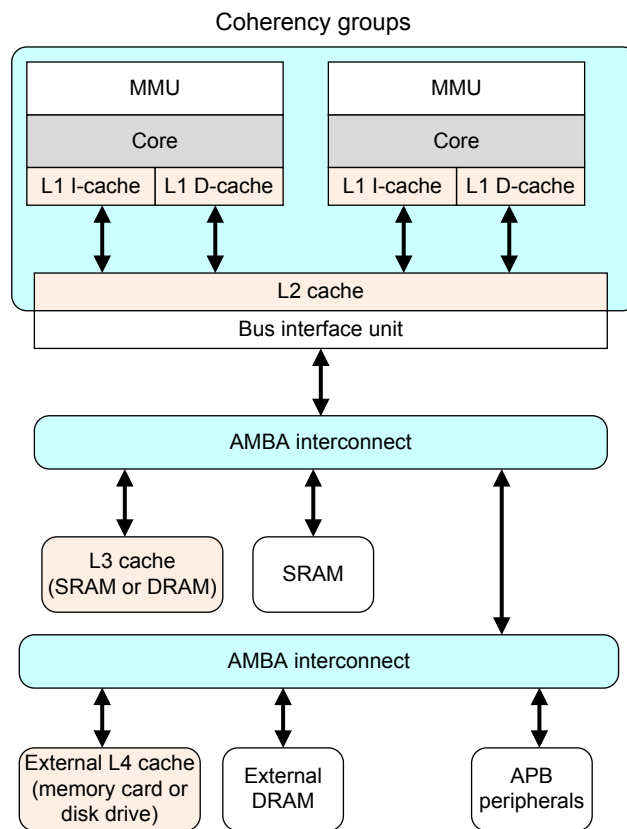 Coherency groups
MMU
MMU
Core
Core
L1 I-cache
L1 D-cache
L1 I-cache
L1 D-cache
L2 cache
Bus interface unit
AMBA interconnect
L3 cache
(SRAM or DRAM)
SRAM
AMBA interconnect
External L4 cache
(memory card or
disk drive)
External
DRAM
APB
peripherals